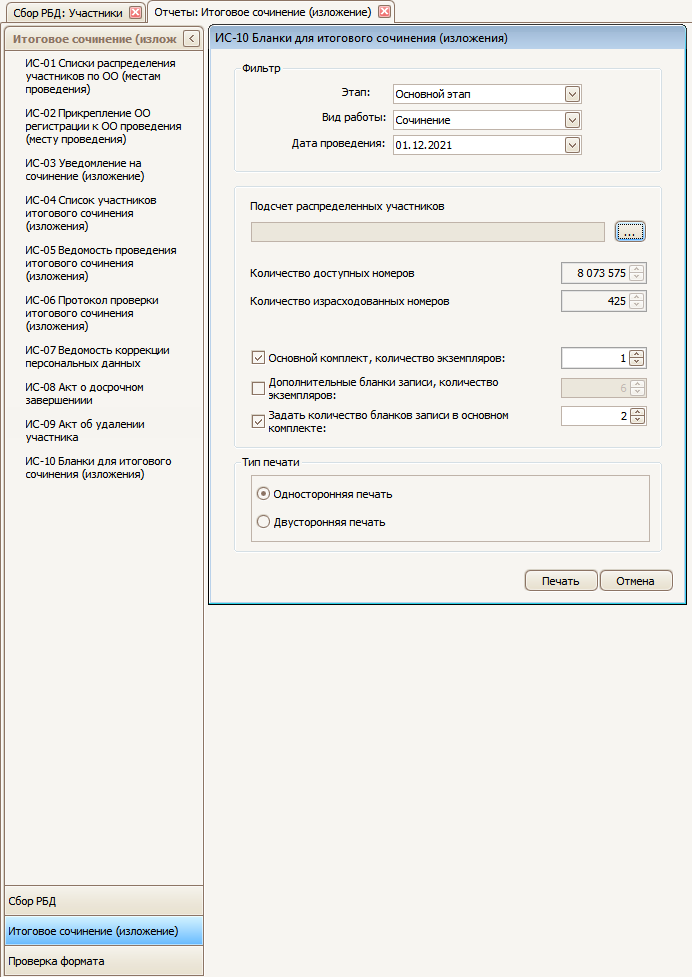 Сбор РБД: Участники
Отчеты: Итоговое сочинение (изложение)
Итоговое сочинение (излож
ИС-01 Списки распределения
участников по ОО (местам
проведения)
ИС-02 Прикрепление ОО
регистрации к ОО проведения
(месту проведения)
ИС-03 Уведомление на
сочинение (изложение)
ИС-04 Список участников
итогового сочинения
(изложения)
ИС-05 Ведомость проведения
итогового сочинения
(изложения)
ИС-06 Протокол проверки
итогового сочинения
(изложения)
ИС-07 Ведомость коррекции
персональных данных
ИС-08 Акт о досрочном
завершениии
ИС-09 Акт об удалении
участника
ИС-10 Бланки для итогового
сочинения (изложения)
Сбор РБД
Итоговое сочинение (изложение)
Проверка формата
ИС-10 Бланки для итогового сочинения (изложения)
Фильтр
Этап: Основной этап
Вид работы: Сочинение
Дата проведения: 01.12.2021
Подсчет распределенных участников
...
Количество доступных номеров 8 073 575
Количество израсходованных номеров 425
Основной комплект, количество экземпляров: 1
Дополнительные бланки записи, количество
экземпляров: 6
Задать количество бланков записи в основном
комплекте: 2
Тип печати
Односторонняя печать
Двусторонняя печать
Печать Отмена